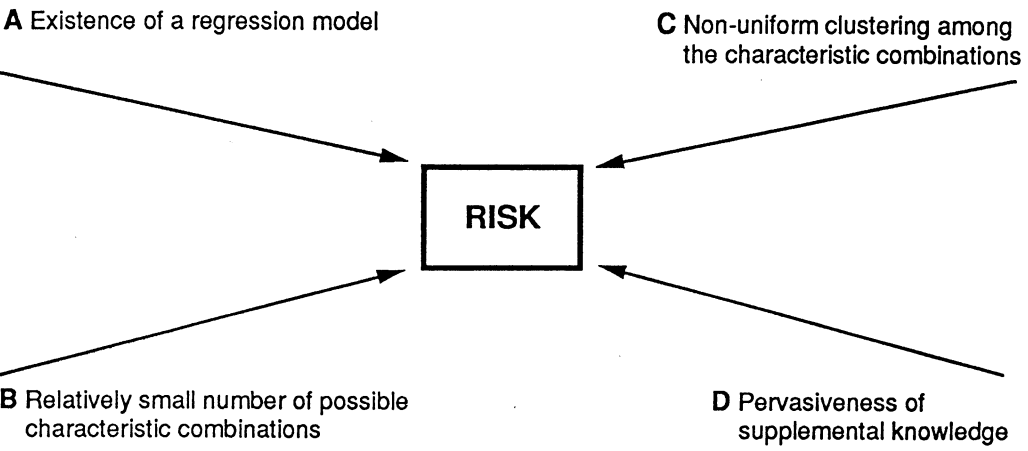 A Existence of a regression model
C Non-uniform clustering among
the characteristic combinations
RISK
B Relatively small number of possible
characteristic combinations
D Pervasiveness of
supplemental knowledge